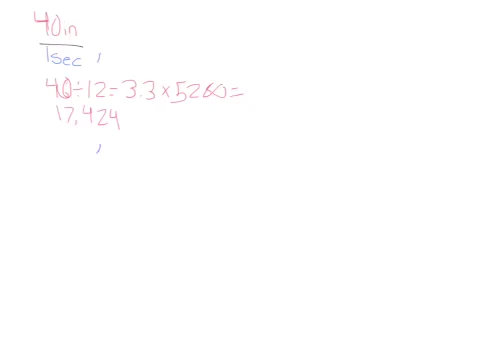 40in
1sec ,
40÷12=3.3×5280=
17,424
,